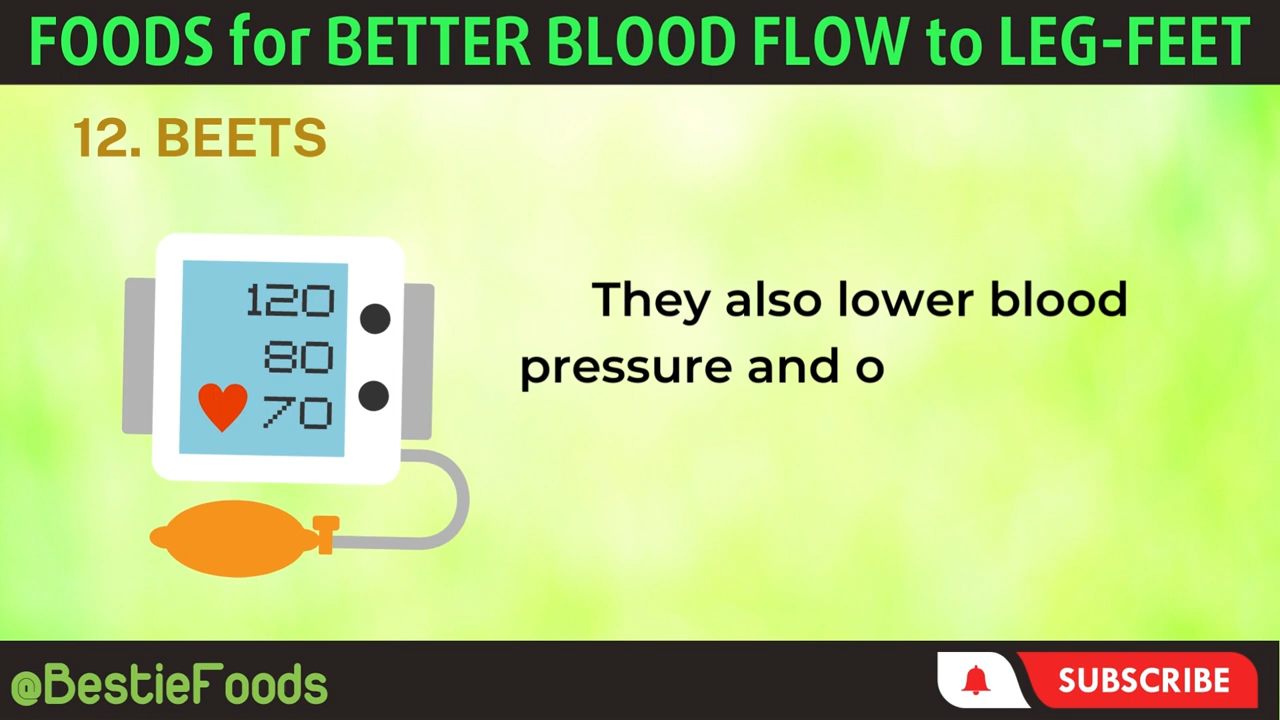 FOODS for BETTER BLOOD FLOW to LEG-FEET
12. BEETS
120
80
70
They also lower blood
pressure and o
@BestieFoods
SUBSCRIBE